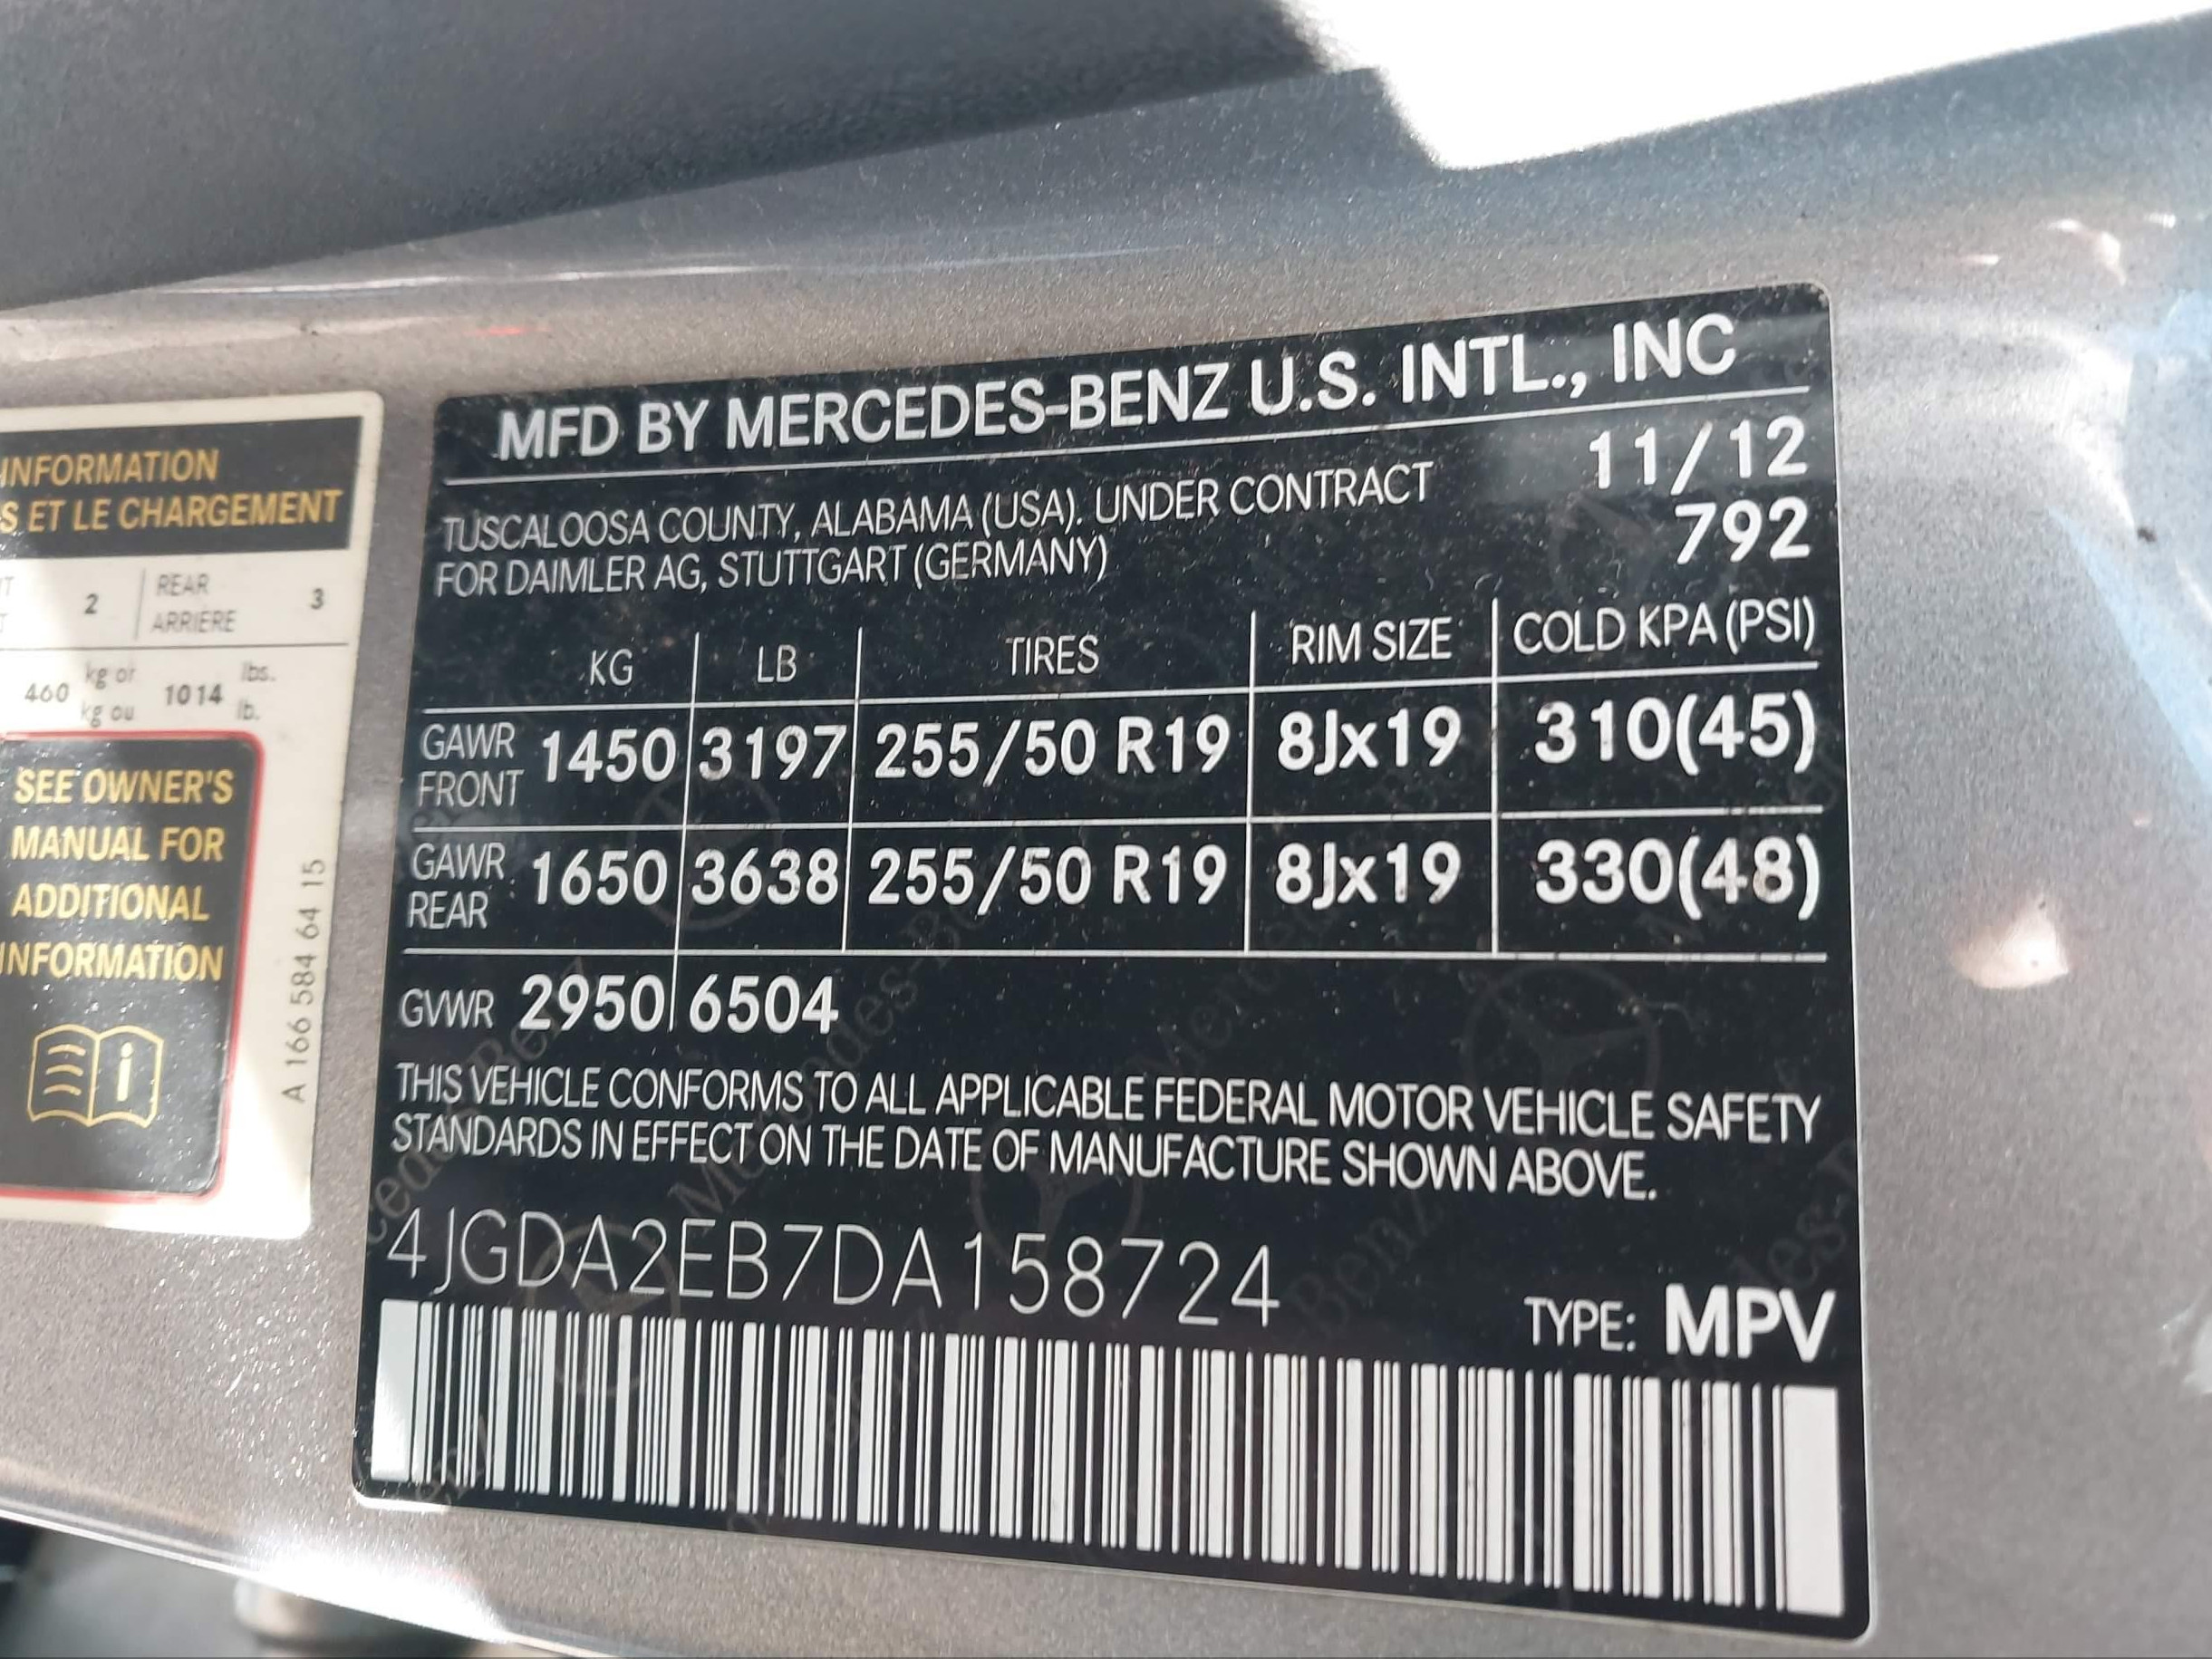 INFORMATION
S ET LE CHARGEMENT
2
REAR
ARRIÈRE
3
460
kg or
kg ou
1014
lbs.
lb.
SEE OWNER'S
MANUAL FOR
ADDITIONAL
INFORMATION
A 166 584 64 15
MFD BY MERCEDES-BENZ U.S. INTL., INC
TUSCALOOSA COUNTY, ALABAMA (USA). UNDER CONTRACT
FOR DAIMLER AG, STUTTGART (GERMANY)
11/12
792
KG LB TIRES RIM SIZE COLD KPA (PSI)
GAWR FRONT 1450 3197 255/50 R19 8Jx19 310(45)
GAWR REAR 1650 3638 255/50 R19 8Jx19 330(48)
GVWR 2950 6504
THIS VEHICLE CONFORMS TO ALL APPLICABLE FEDERAL MOTOR VEHICLE SAFETY
STANDARDS IN EFFECT ON THE DATE OF MANUFACTURE SHOWN ABOVE.
4JGDA2EB7DA158724
TYPE: MPV